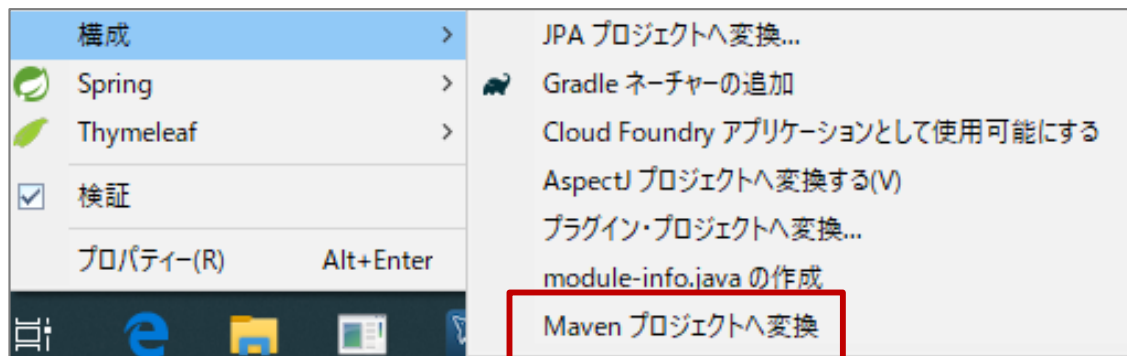 構成 >
Spring >
Thymeleaf >
検証
プロパティー(R) Alt+Enter
JPA プロジェクトへ変換...
Gradle ネーチャーの追加
Cloud Foundry アプリケーションとして使用可能にする
AspectJ プロジェクトへ変換する(V)
プラグイン・プロジェクトへ変換...
module-info.java の作成
Maven プロジェクトへ変換